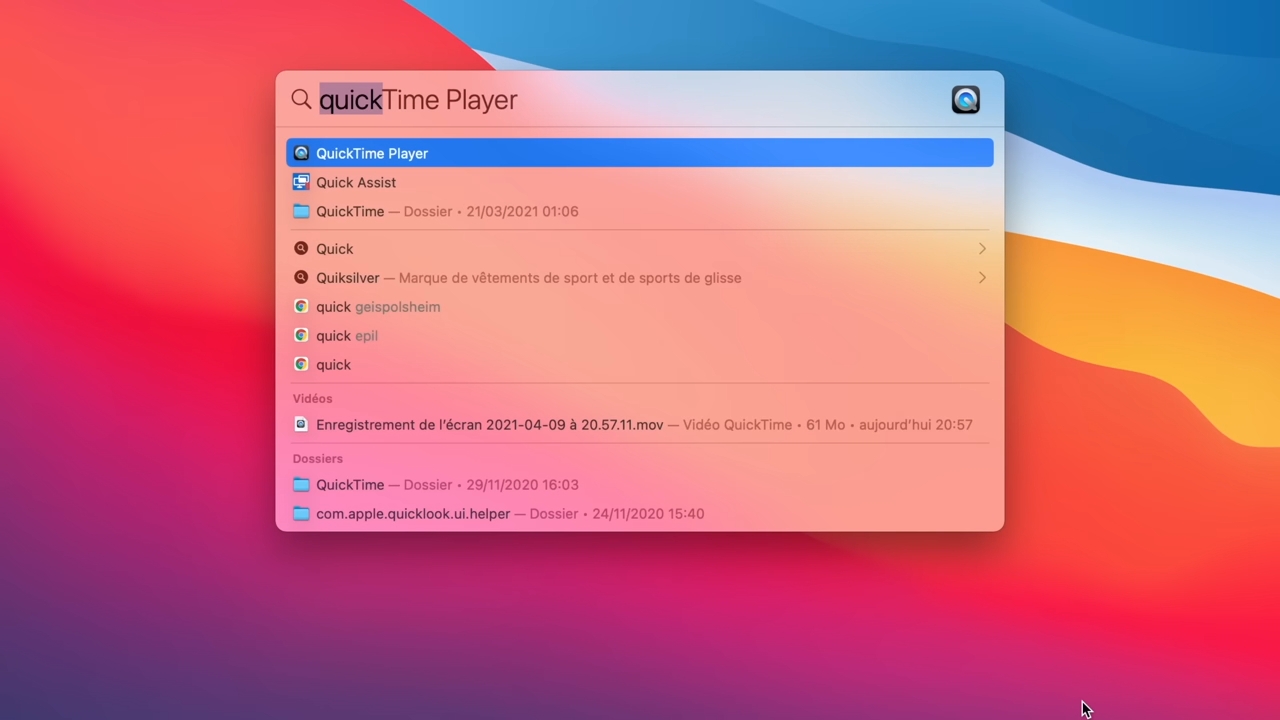 quickTime Player
QuickTime Player
Quick Assist
QuickTime — Dossier • 21/03/2021 01:06
Quick
Quiksilver — Marque de vêtements de sport et de sports de glisse
quick geispolsheim
quick epil
quick
Vidéos
Enregistrement de l’écran 2021-04-09 à 20.57.11.mov — Vidéo QuickTime • 61 Mo • aujourd’hui 20:57
Dossiers
QuickTime — Dossier • 29/11/2020 16:03
com.apple.quicklook.ui.helper — Dossier • 24/11/2020 15:40